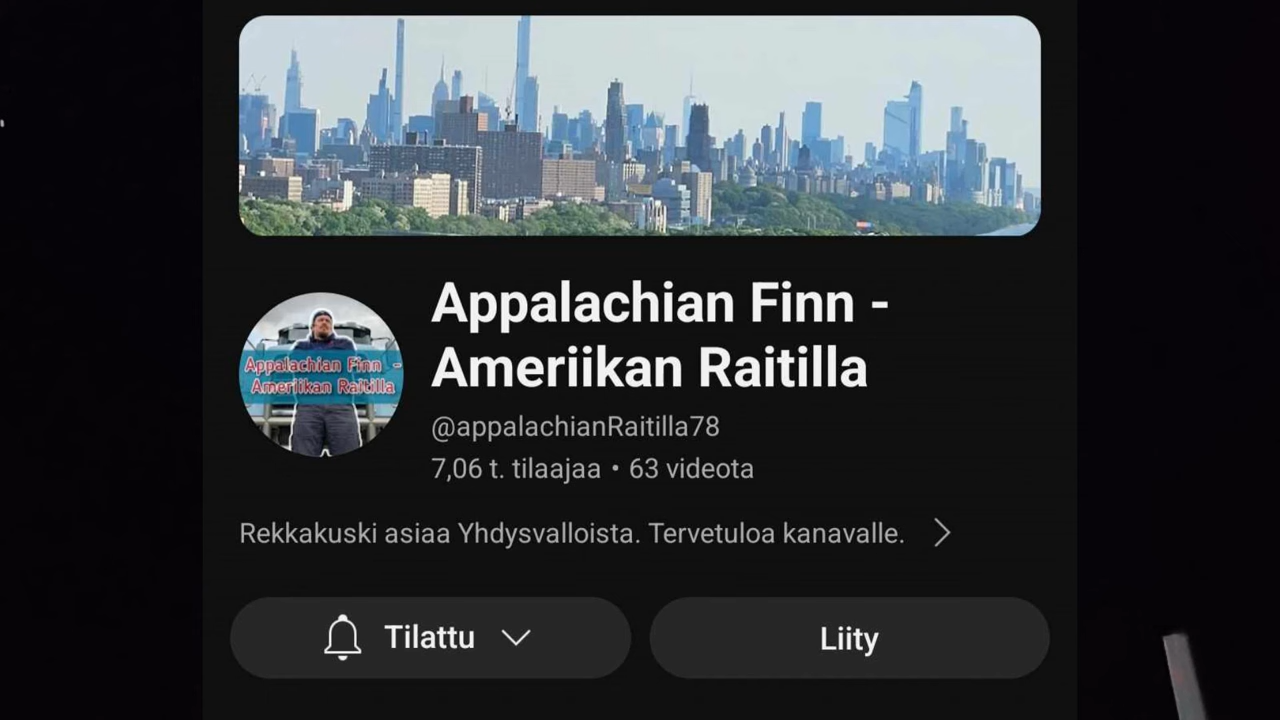 Appalachian Finn -
Ameriikan Raitilla
Appalachian Finn -
Ameriikan Raitilla
@appalachianRaitilla78
7,06 t. tilaajaa • 63 videota
Rekkakuski asiaa Yhdysvalloista. Tervetuloa kanavalle.
Tilattu
Liity